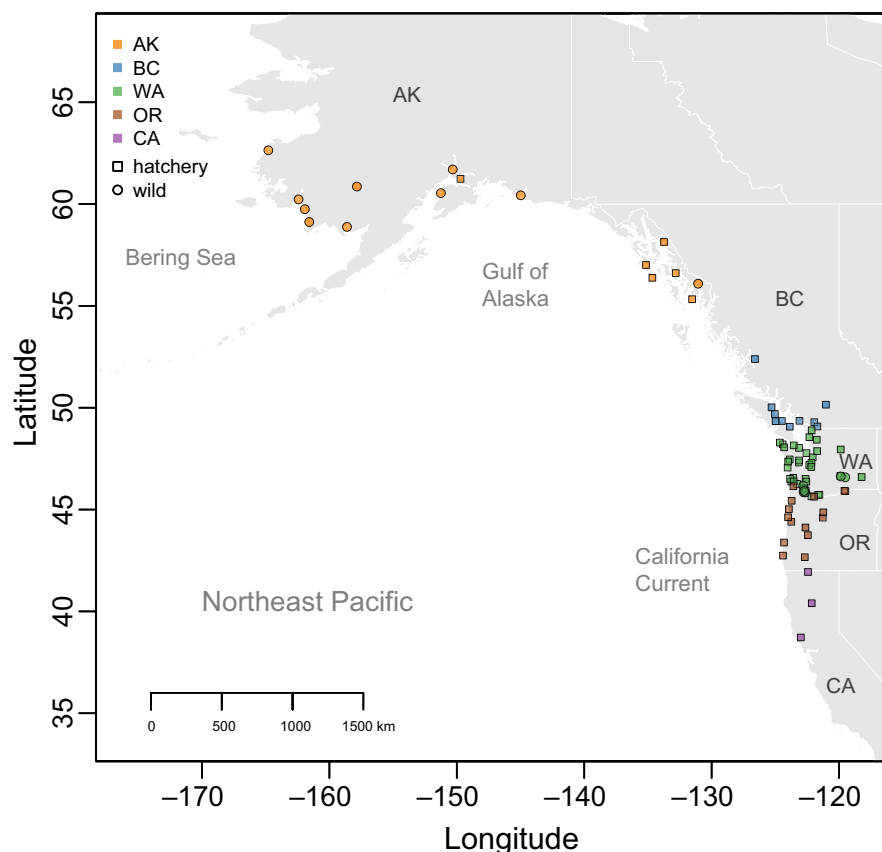 AK
BC
WA
OR
CA
hatchery
wild
AK
Bering Sea
Gulf of
Alaska
BC
WA
OR
California
Current
Northeast Pacific
CA
0 500 1000 1500 km
65
60
55
50
45
40
35
Latitude
−170 −160 −150 −140 −130 −120
Longitude